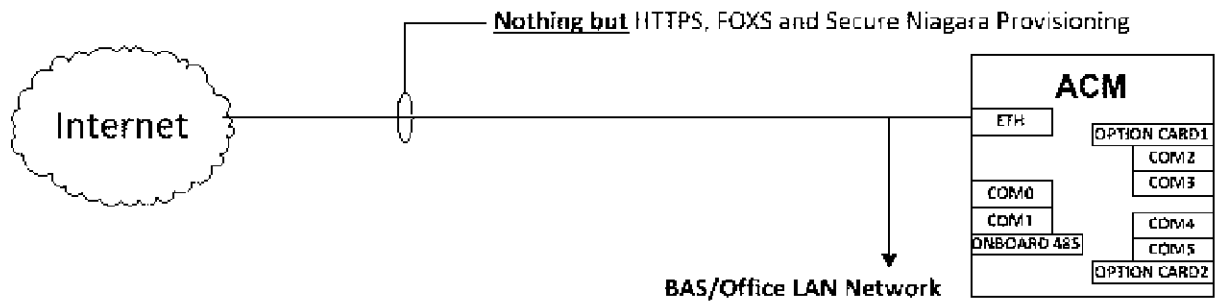 Nothing but HTTPS, FOXS and Secure Niagara Provisioning
Internet
ACM
ETH
OPTION CARD1
COM2
COM3
COM0
COM1
ONBOARD 485
COM4
COM5
OPTION CARD2
BAS/Office LAN Network